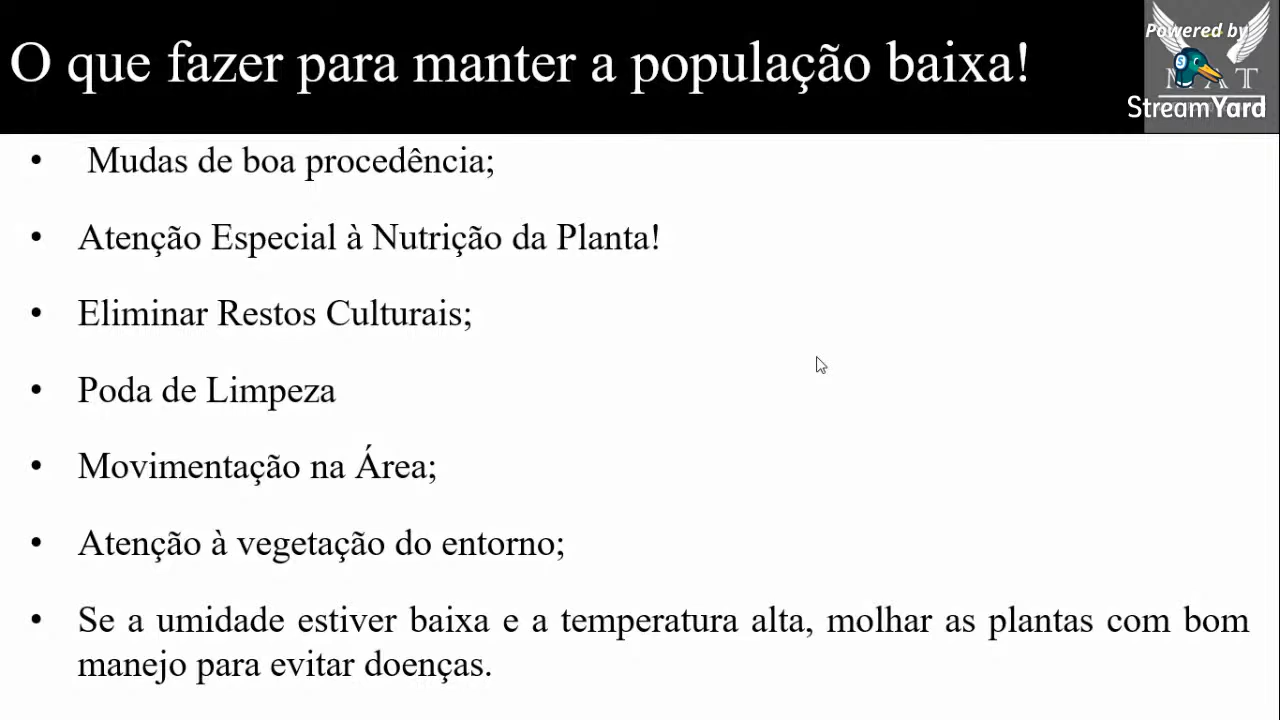 O que fazer para manter a população baixa!
Powered by
StreamYard
• Mudas de boa procedência;
• Atenção Especial à Nutrição da Planta!
• Eliminar Restos Culturais;
• Poda de Limpeza
• Movimentação na Área;
• Atenção à vegetação do entorno;
• Se a umidade estiver baixa e a temperatura alta, molhar as plantas com bom
manejo para evitar doenças.